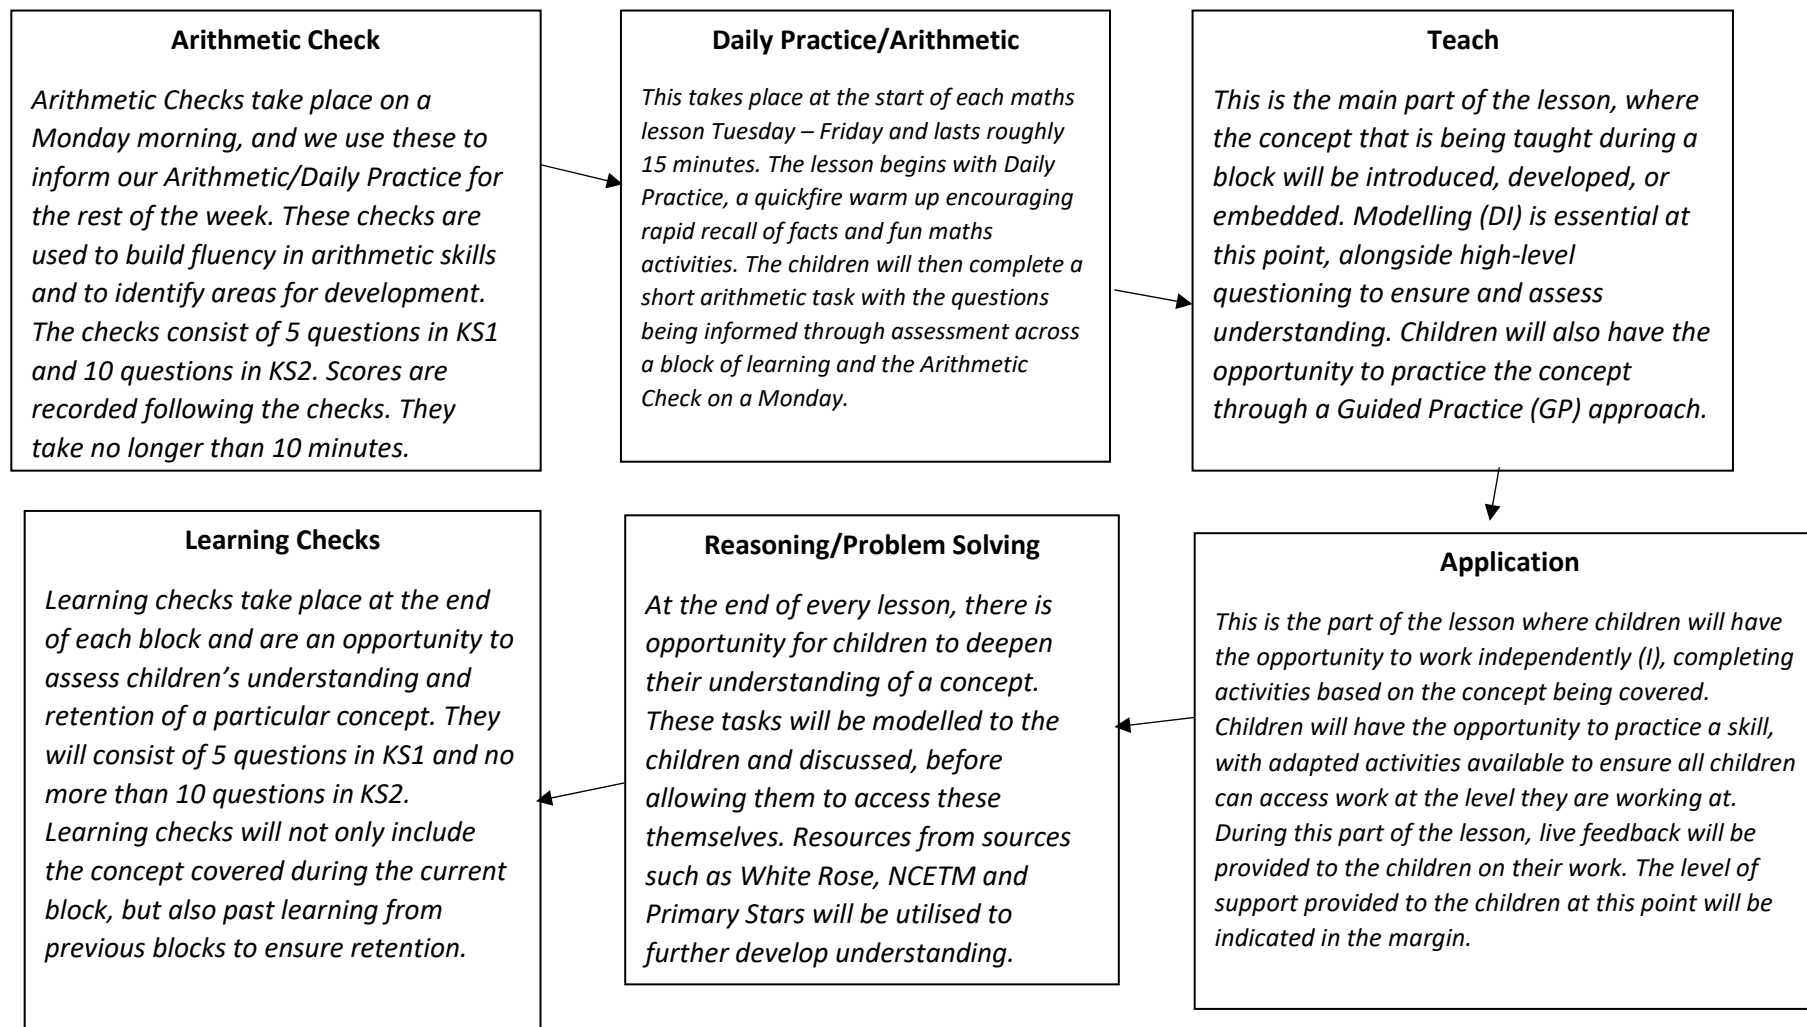 Arithmetic Check
Arithmetic Checks take place on a
Monday morning, and we use these to
inform our Arithmetic/Daily Practice for
the rest of the week. These checks are
used to build fluency in arithmetic skills
and to identify areas for development.
The checks consist of 5 questions in KS1
and 10 questions in KS2. Scores are
recorded following the checks. They
take no longer than 10 minutes.
Daily Practice/Arithmetic
This takes place at the start of each maths
lesson Tuesday – Friday and lasts roughly
15 minutes. The lesson begins with Daily
Practice, a quickfire warm up encouraging
rapid recall of facts and fun maths
activities. The children will then complete a
short arithmetic task with the questions
being informed through assessment across
a block of learning and the Arithmetic
Check on a Monday.
Teach
This is the main part of the lesson, where
the concept that is being taught during a
block will be introduced, developed, or
embedded. Modelling (DI) is essential at
this point, alongside high-level
questioning to ensure and assess
understanding. Children will also have the
opportunity to practice the concept
through a Guided Practice (GP) approach.
Application
This is the part of the lesson where children will have
the opportunity to work independently (I), completing
activities based on the concept being covered.
Children will have the opportunity to practice a skill,
with adapted activities available to ensure all children
can access work at the level they are working at.
During this part of the lesson, live feedback will be
provided to the children on their work. The level of
support provided to the children at this point will be
indicated in the margin.
Reasoning/Problem Solving
At the end of every lesson, there is
opportunity for children to deepen
their understanding of a concept.
These tasks will be modelled to the
children and discussed, before
allowing them to access these
themselves. Resources from sources
such as White Rose, NCETM and
Primary Stars will be utilised to
further develop understanding.
Learning Checks
Learning checks take place at the end
of each block and are an opportunity to
assess children’s understanding and
retention of a particular concept. They
will consist of 5 questions in KS1 and no
more than 10 questions in KS2.
Learning checks will not only include
the concept covered during the current
block, but also past learning from
previous blocks to ensure retention.